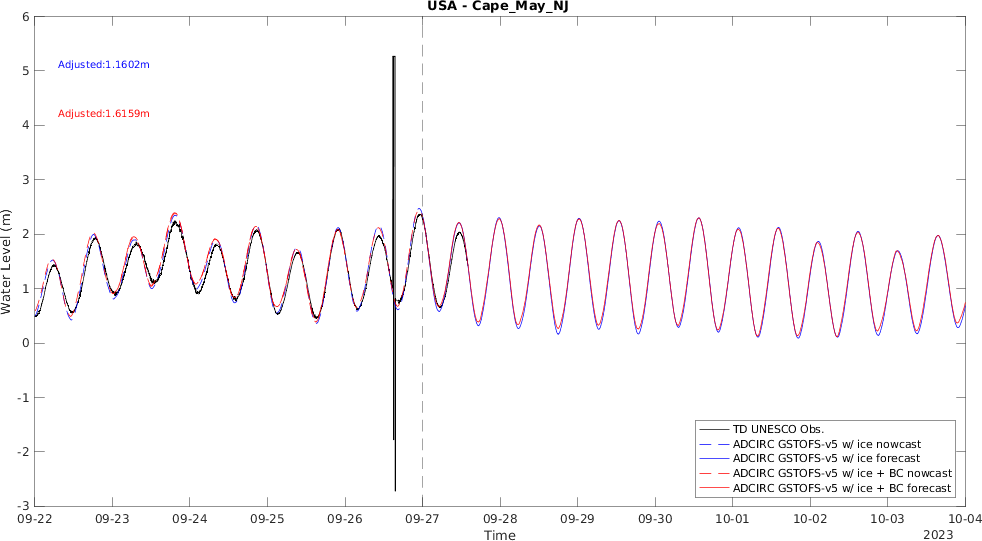 USA - Cape_May_NJ
6
5
4
3
2
1
0
-1
-2
-3
Water Level (m)
Adjusted:1.1602m
Adjusted:1.6159m
TD UNESCO Obs.
ADCIRC GSTOFS-v5 w/ ice nowcast
ADCIRC GSTOFS-v5 w/ ice forecast
ADCIRC GSTOFS-v5 w/ ice + BC nowcast
ADCIRC GSTOFS-v5 w/ ice + BC forecast
09-22 09-23 09-24 09-25 09-26 09-27 09-28 09-29 09-30 10-01 10-02 10-03 10-04
Time
2023